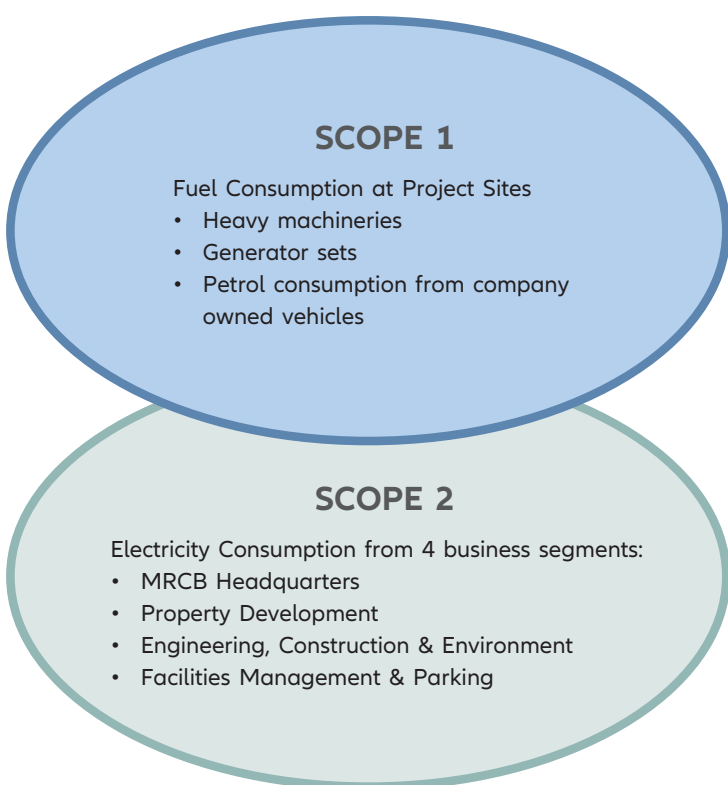 SCOPE 1
Fuel Consumption at Project Sites
• Heavy machineries
• Generator sets
• Petrol consumption from company
owned vehicles
SCOPE 2
Electricity Consumption from 4 business segments:
• MRCB Headquarters
• Property Development
• Engineering, Construction & Environment
• Facilities Management & Parking